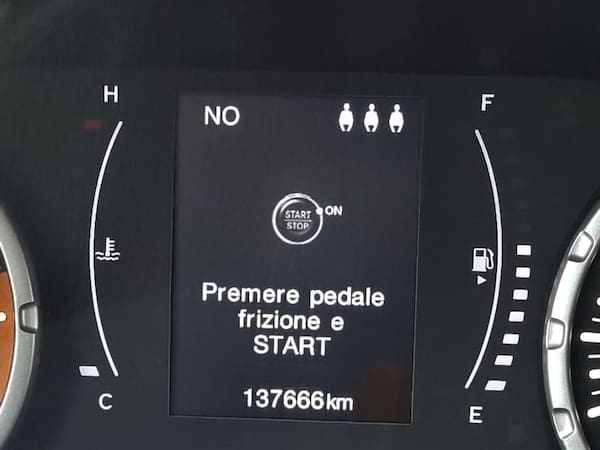 H
F
NO
START
STOP
ON
Premere pedale
frizione e
START
137666km
C
E